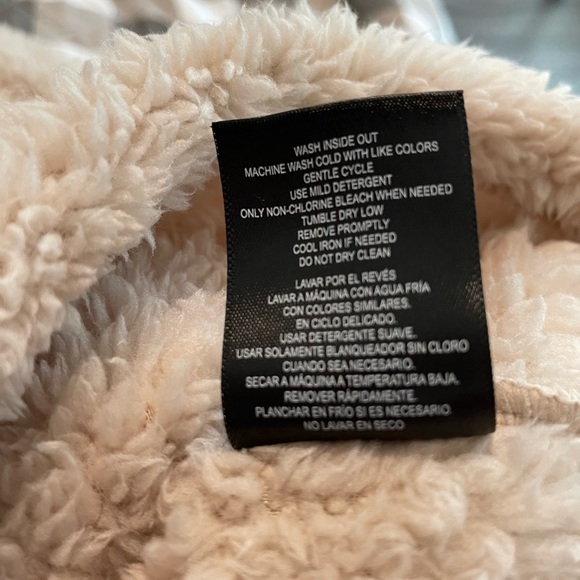 WASH INSIDE OUT
MACHINE WASH COLD WITH LIKE COLORS
GENTLE CYCLE
USE MILD DETERGENT
ONLY NON-CHLORINE BLEACH WHEN NEEDED
TUMBLE DRY LOW
REMOVE PROMPTLY
COOL IRON IF NEEDED
DO NOT DRY CLEAN
LAVAR POR EL REVÉS
LAVAR A MÁQUINA CON AGUA FRÍA
CON COLORES SIMILARES.
EN CICLO DELICADO.
USAR DETERGENTE SUAVE.
USAR SOLAMENTE BLANQUEADOR SIN CLORO
CUANDO SEA NECESARIO.
SECAR A MÁQUINA A TEMPERATURA BAJA.
REMOVER RÁPIDAMENTE.
PLANCHAR EN FRÍO SI ES NECESARIO.
NO LAVAR EN SECO